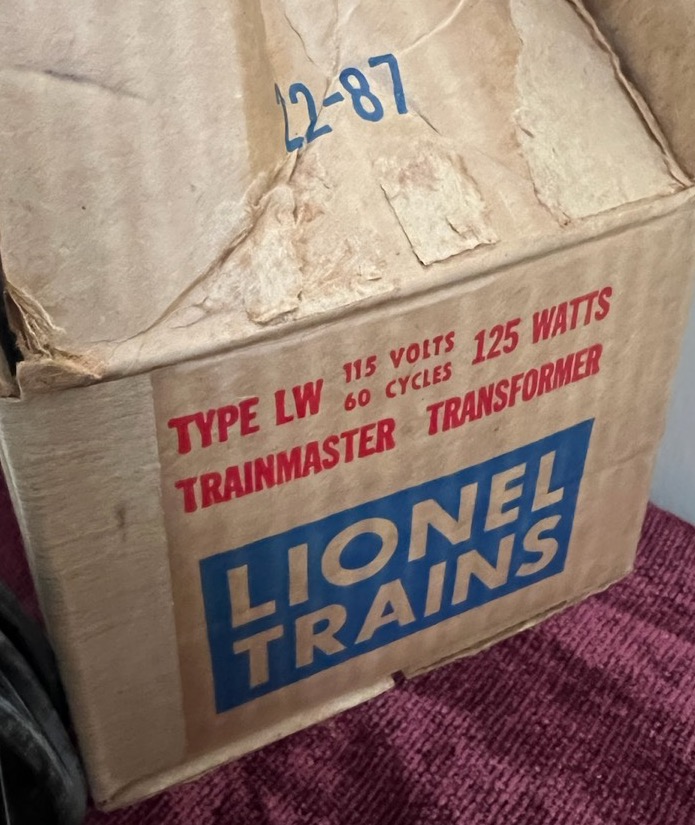 22-87
TYPE LW 115 VOLTS 125 WATTS
60 CYCLES
TRAINMASTER TRANSFORMER
LIONEL
TRAINS